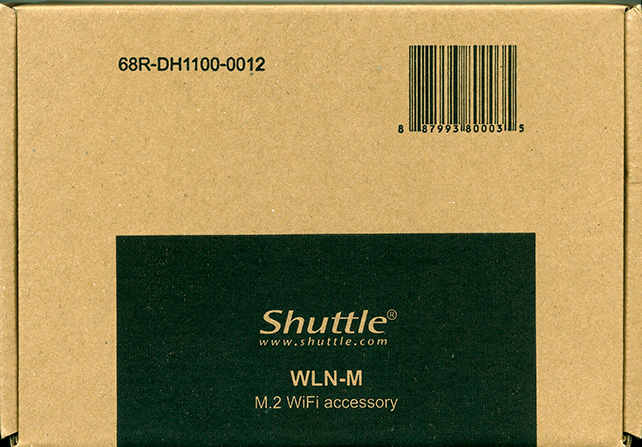 68R-DH1100-0012
8 87993 80003 5
Shuttle®
www.shuttle.com
WLN-M
M.2 WiFi accessory